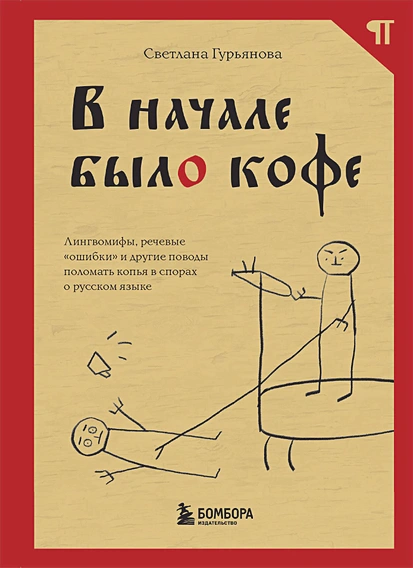 Светлана Гурьянова
В начале
было кофе
Лингвомифы, речевые
«ошибки» и другие поводы
поломать копья в спорах
о русском языке
БОМБОРА
ИЗДАТЕЛЬСТВО